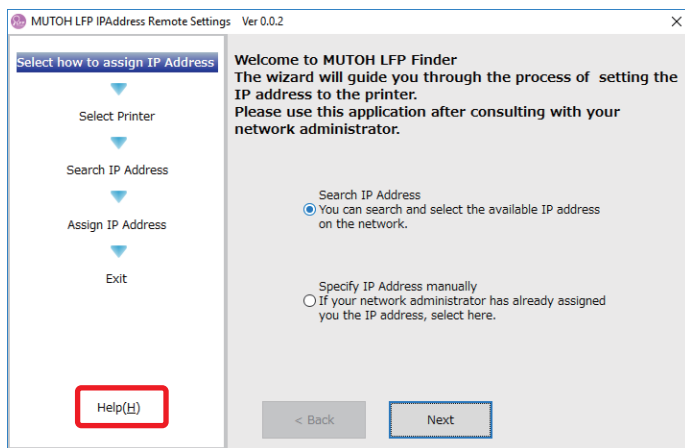 MUTOH LFP IPAddress Remote Settings   Ver 0.0.2
Select how to assign IP Address
Select Printer
Search IP Address
Assign IP Address
Exit
Help(H)
Welcome to MUTOH LFP Finder
The wizard will guide you through the process of setting the
IP address to the printer.
Please use this application after consulting with your
network administrator.
Search IP Address
You can search and select the available IP address
on the network.
Specify IP Address manually
If your network administrator has already assigned
you the IP address, select here.
< Back
Next